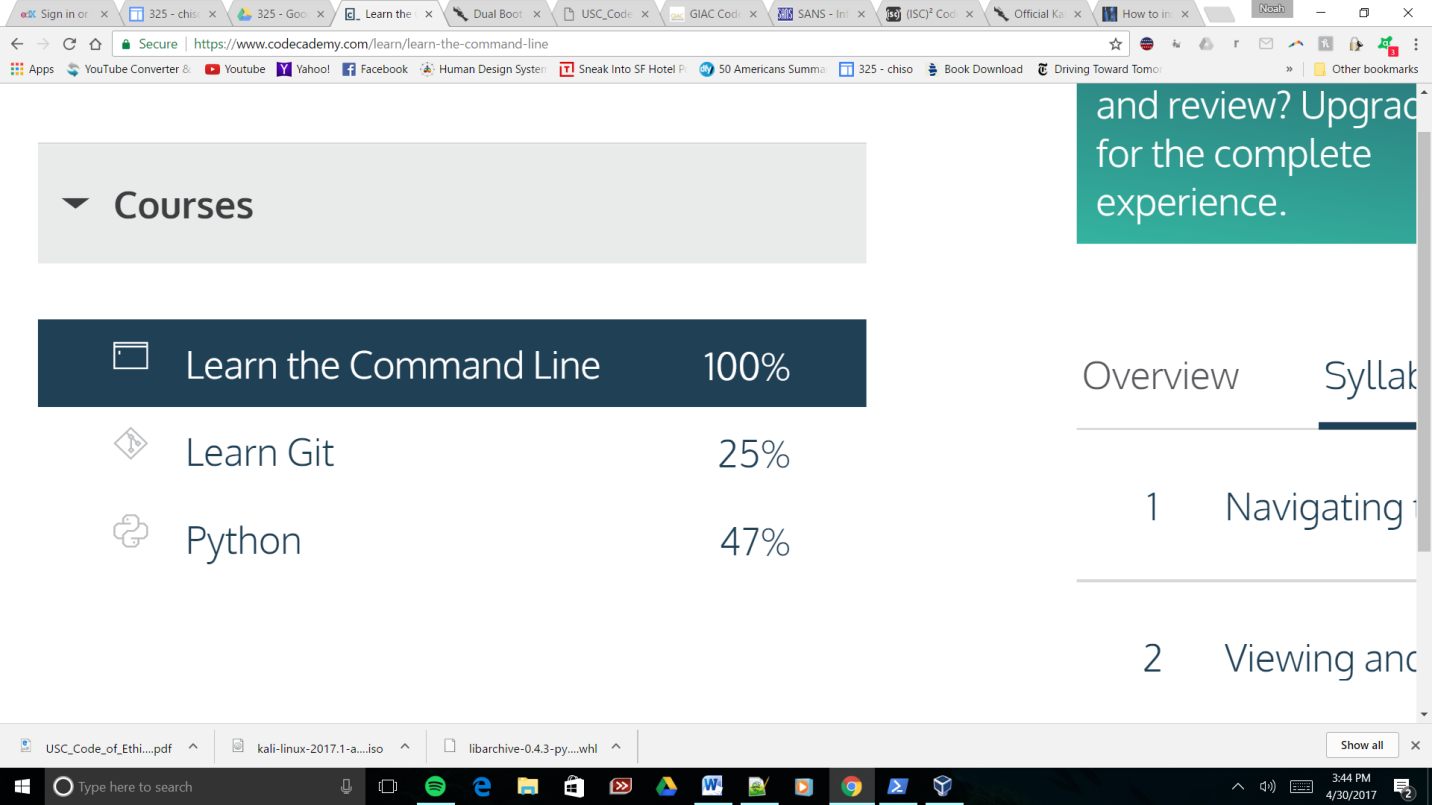 Sign in or
325 - chiso
325 - Goo
Learn the
Dual Boot
USC_Code
GIAC Code
SANS - Inf
(ISC)² Cod
Official Ka
How to in
Noah
Secure
https://www.codecademy.com/learn/learn-the-command-line
Apps
YouTube Converter &
Youtube
Yahoo!
Facebook
Human Design System
Sneak Into SF Hotel P
50 Americans Summa
325 - chiso
Book Download
Driving Toward Tomor
»
Other bookmarks
and review? Upgrad
for the complete
experience.
Courses
Learn the Command Line 100%
Learn Git 25%
Python 47%
Overview
Syllab
1 Navigating t
2 Viewing and
USC_Code_of_Ethi....pdf
kali-linux-2017.1-a....iso
libarchive-0.4.3-py....whl
Show all
Type here to search
3:44 PM
4/30/2017
2